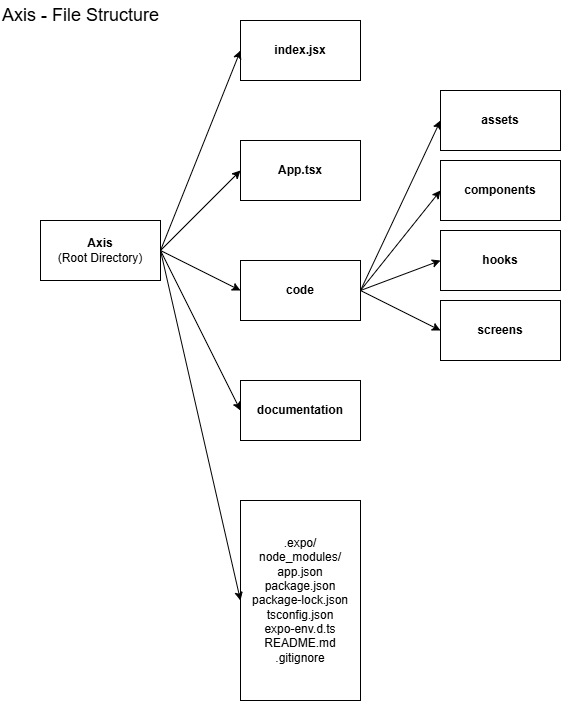 Axis - File Structure
index.jsx
App.tsx
Axis
(Root Directory)
code
documentation
assets
components
hooks
screens
.expo/
node_modules/
app.json
package.json
package-lock.json
tsconfig.json
expo-env.d.ts
README.md
.gitignore